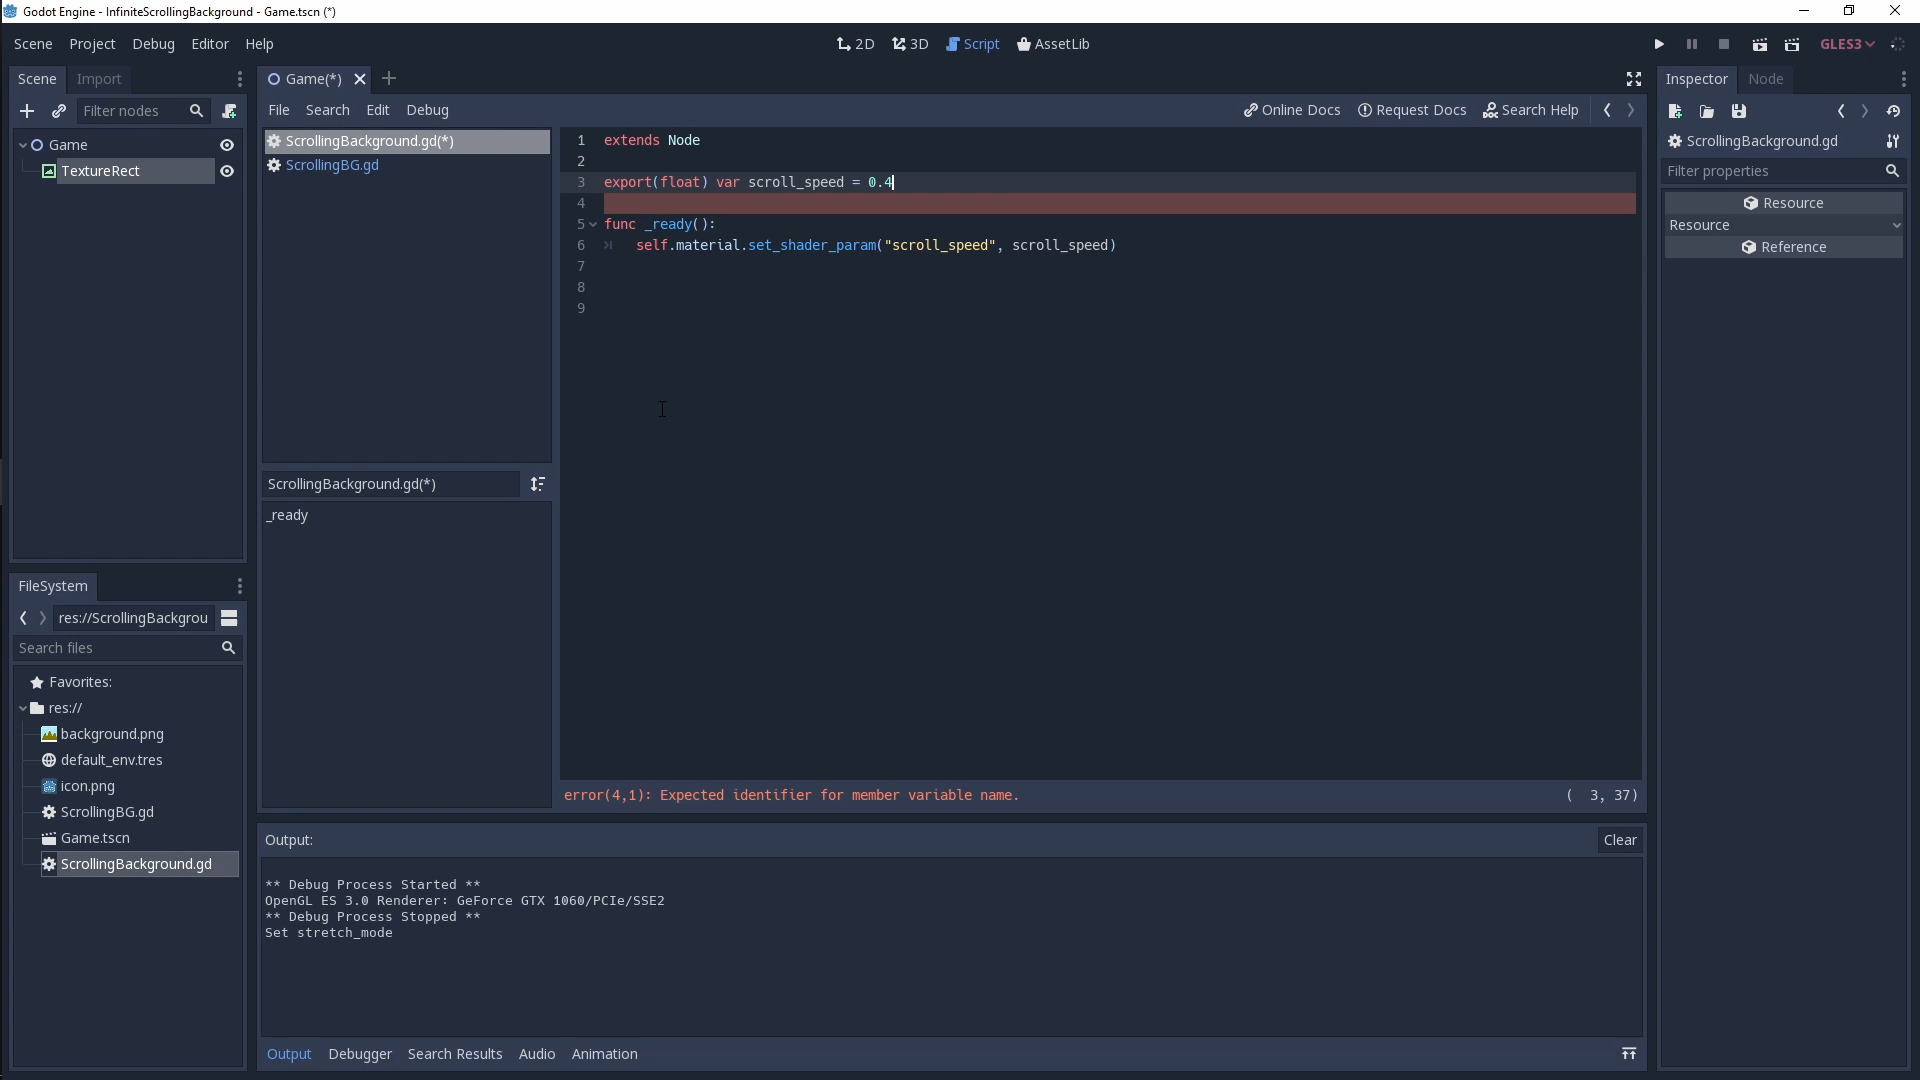 Godot Engine - InfiniteScrollingBackground - Game.tscn (*)
Scene Project Debug Editor Help
2D 3D Script AssetLib
GLES3
Scene Import
Filter nodes
Game
TextureRect
Game(*)
File Search Edit Debug
Online Docs Request Docs Search Help
ScrollingBackground.gd(*)
ScrollingBG.gd
ScrollingBackground.gd(*)
_ready
1 extends Node
2
3 export(float) var scroll_speed = 0.4
4
5 func _ready():
6 self.material.set_shader_param("scroll_speed", scroll_speed)
7
8
9
error(4,1): Expected identifier for member variable name.
( 3, 37)
Inspector Node
ScrollingBackground.gd
Filter properties
Resource
Resource
Reference
FileSystem
res://ScrollingBackgrou
Search files
Favorites:
res://
background.png
default_env.tres
icon.png
ScrollingBG.gd
Game.tscn
ScrollingBackground.gd
Output:
Clear
** Debug Process Started **
OpenGL ES 3.0 Renderer: GeForce GTX 1060/PCIe/SSE2
** Debug Process Stopped **
Set stretch_mode
Output Debugger Search Results Audio Animation